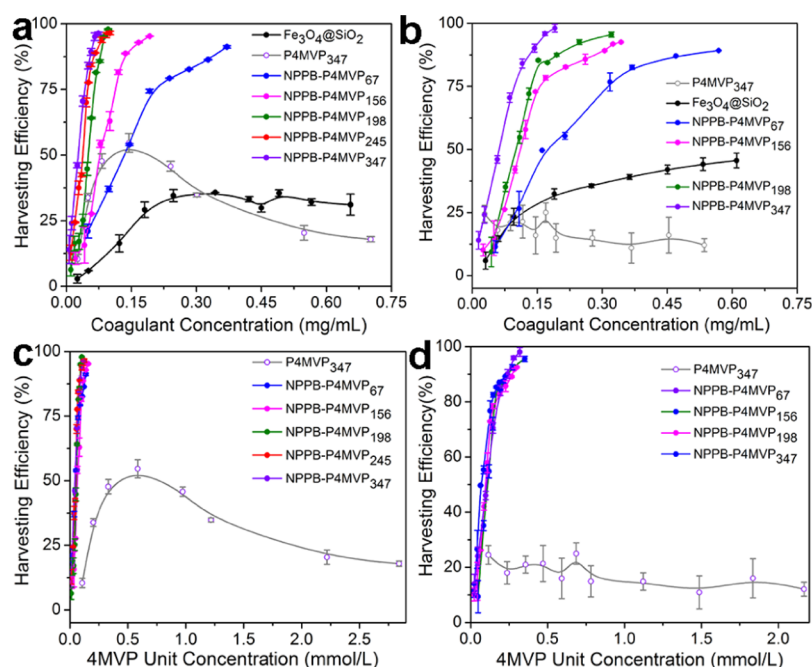 a
Harvesting Efficiency (%)
100
75
50
25
0
0.00 0.15 0.30 0.45 0.60 0.75
Coagulant Concentration (mg/mL)
Fe₃O₄@SiO₂
P4MVP₃₄₇
NPPB-P4MVP₆₇
NPPB-P4MVP₁₅₆
NPPB-P4MVP₁₉₈
NPPB-P4MVP₂₄₅
NPPB-P4MVP₃₄₇
b
Harvesting Efficiency (%)
100
75
50
25
0
0.00 0.15 0.30 0.45 0.60 0.75
Coagulant Concentration (mg/mL)
P4MVP₃₄₇
Fe₃O₄@SiO₂
NPPB-P4MVP₆₇
NPPB-P4MVP₁₅₆
NPPB-P4MVP₁₉₈
NPPB-P4MVP₃₄₇
c
Harvesting Efficiency (%)
100
75
50
25
0
0.0 0.5 1.0 1.5 2.0 2.5
4MVP Unit Concentration (mmol/L)
P4MVP₃₄₇
NPPB-P4MVP₆₇
NPPB-P4MVP₁₅₆
NPPB-P4MVP₁₉₈
NPPB-P4MVP₂₄₅
NPPB-P4MVP₃₄₇
d
Harvesting Efficiency(%)
100
80
60
40
20
0
0.0 0.5 1.0 1.5 2.0
4MVP Unit Concentration (mmol/L)
P4MVP₃₄₇
NPPB-P4MVP₆₇
NPPB-P4MVP₁₅₆
NPPB-P4MVP₁₉₈
NPPB-P4MVP₃₄₇